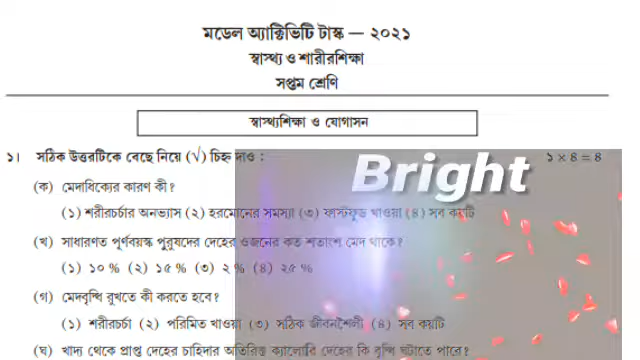 মডেল অ্যাক্টিভিটি টাস্ক — ২০২১
স্বাস্থ্য ও শারীরশিক্ষা
সপ্তম শ্রেণি
স্বাস্থ্যশিক্ষা ও যোগাসন
১। সঠিক উত্তরটিকে বেছে নিয়ে (√) চিহ্ন দাও : ১ × ৪ = ৪
Bright
(ক) মেদাধিক্যের কারণ কী?
(১) শরীরচর্চার অনভ্যাস (২) হরমোনের সমস্যা (৩) ফাস্টফুড খাওয়া (৪) সব কয়টি
(খ) সাধারণত পূর্ণবয়স্ক পুরুষদের দেহের ওজনের কত শতাংশ মেদ থাকে?
(১) ১০ % (২) ১৫ % (৩) ২ % (৪) ২৫ %
(গ) মেদবৃদ্ধি রুখতে কী করতে হবে?
(১) শরীরচর্চা (২) পরিমিত খাওয়া (৩) সঠিক জীবনশৈলী (৪) সব কয়টি
(ঘ) খাদ্য থেকে প্রাপ্ত দেহের চাহিদার অতিরিক্ত ক্যালোরি দেহের কি বৃদ্ধি ঘটাতে পারে?